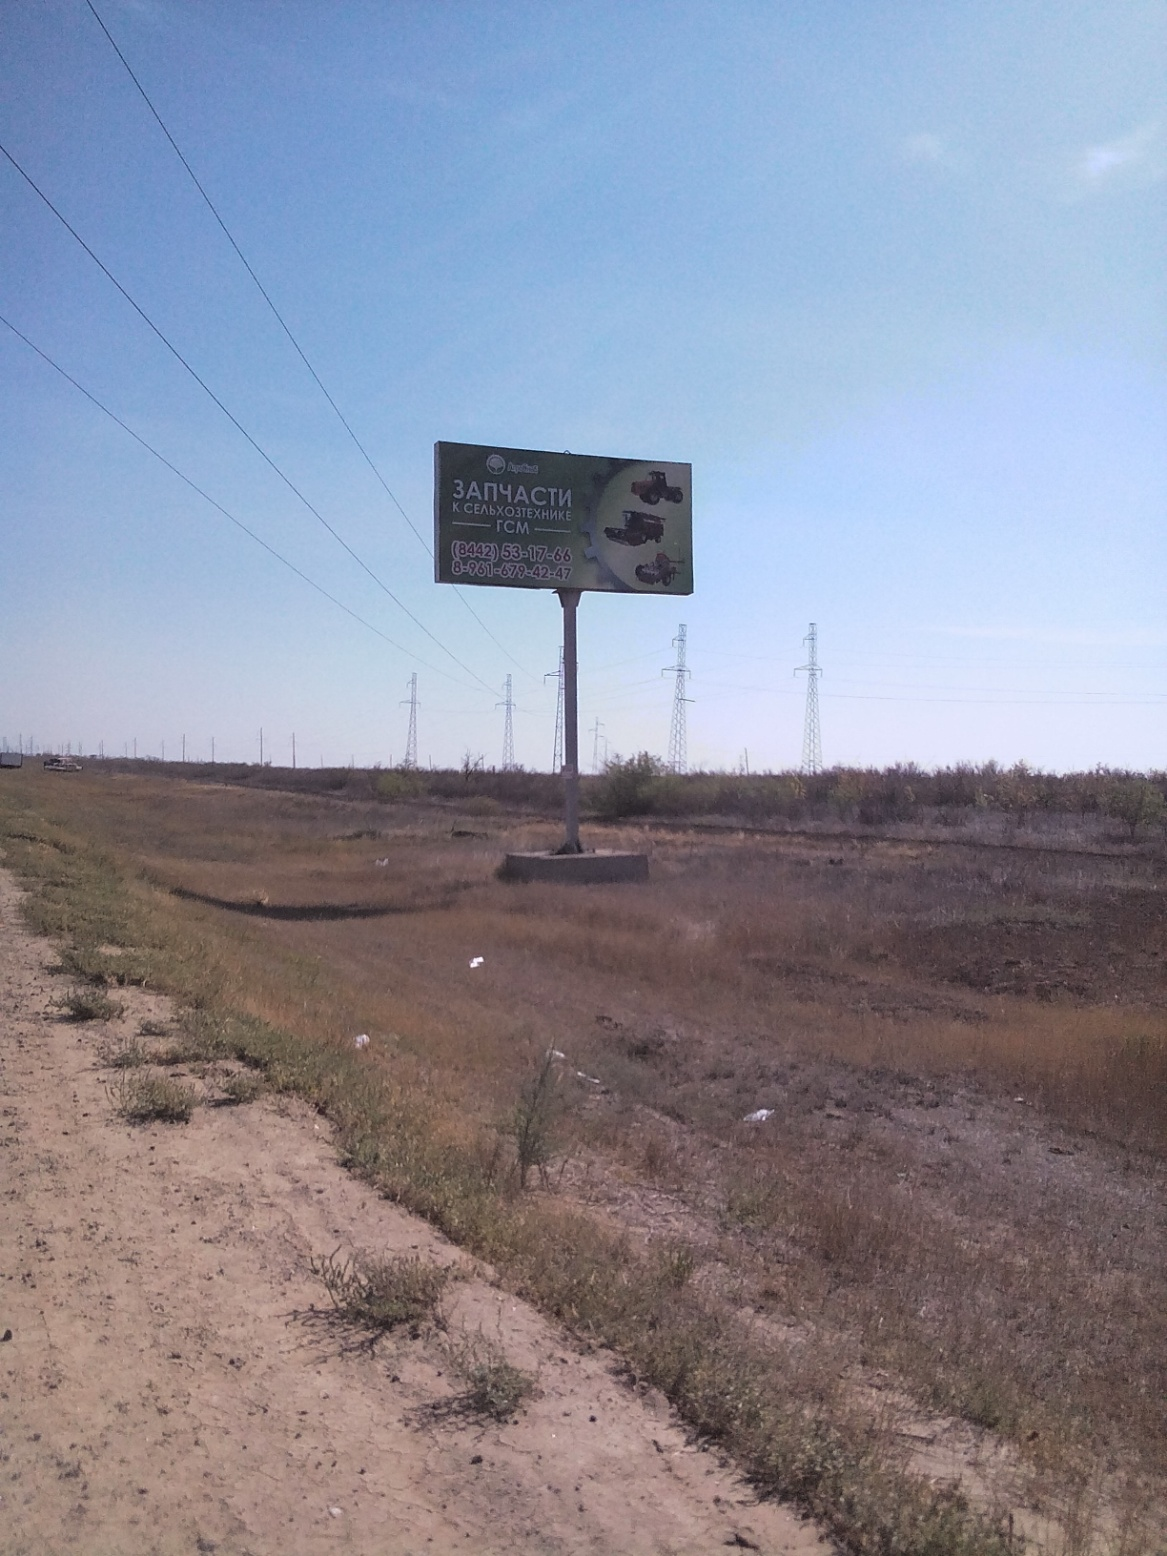 ЗАПЧАСТИ
К СЕЛЬХОЗТЕХНИКЕ
ГСМ
(8442) 53-17-66
8-961-679-42-47